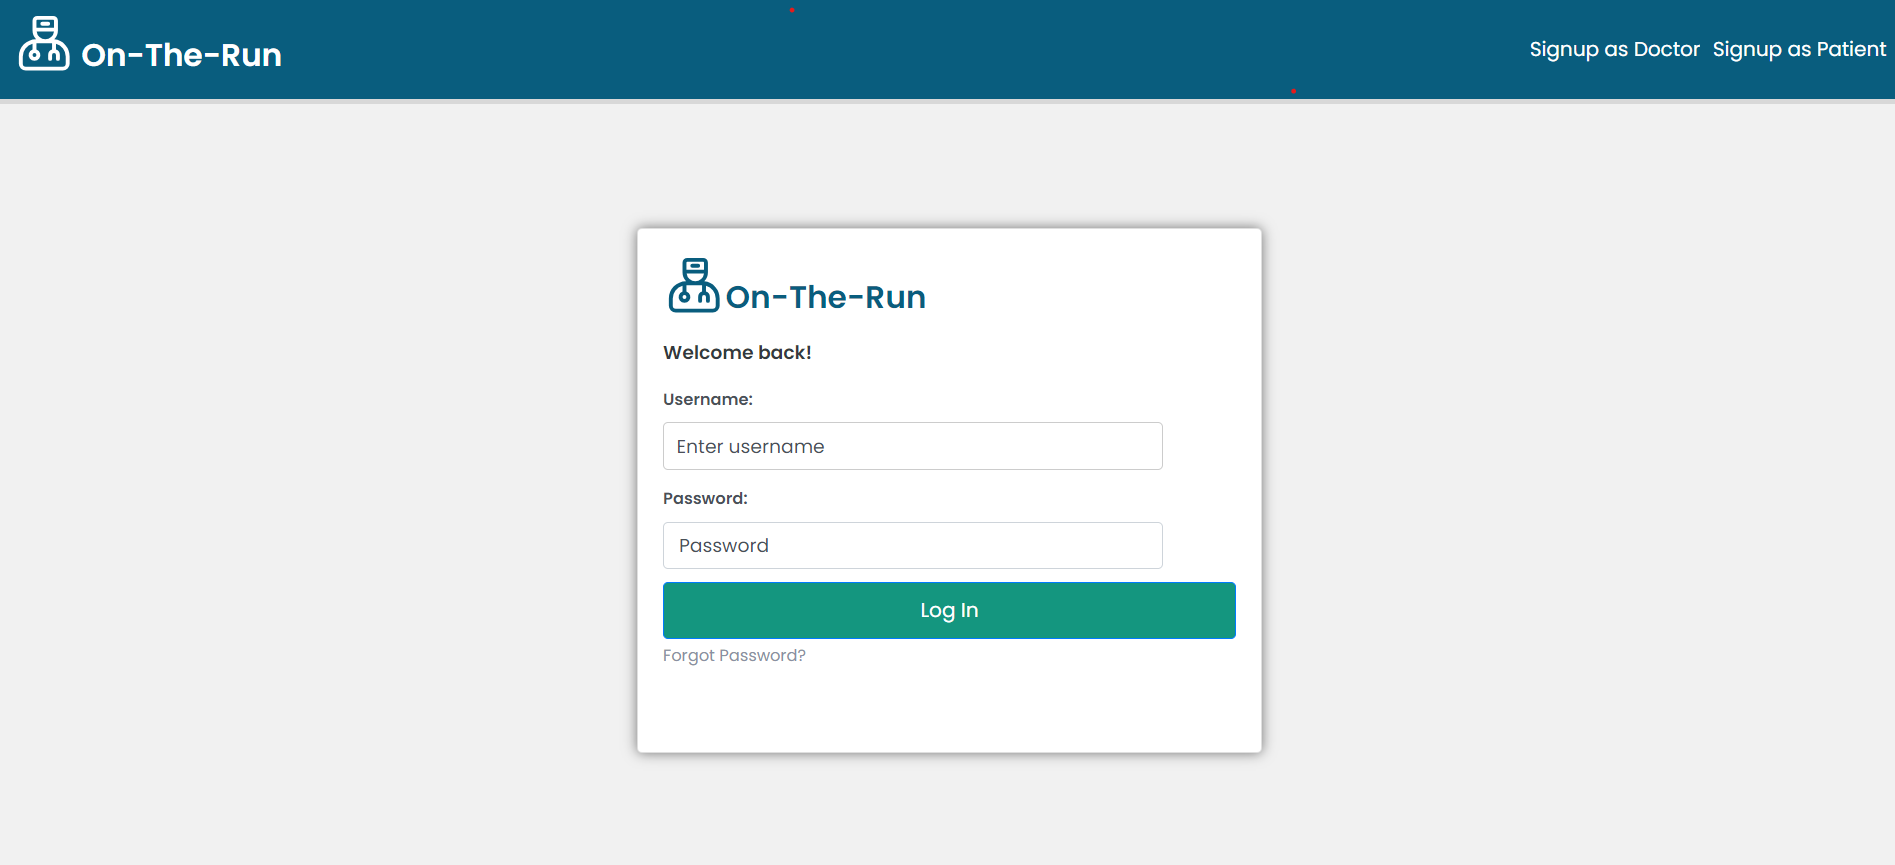 On-The-Run
Signup as Doctor Signup as Patient
On-The-Run
Welcome back!
Username:
Enter username
Password:
Password
Log In
Forgot Password?